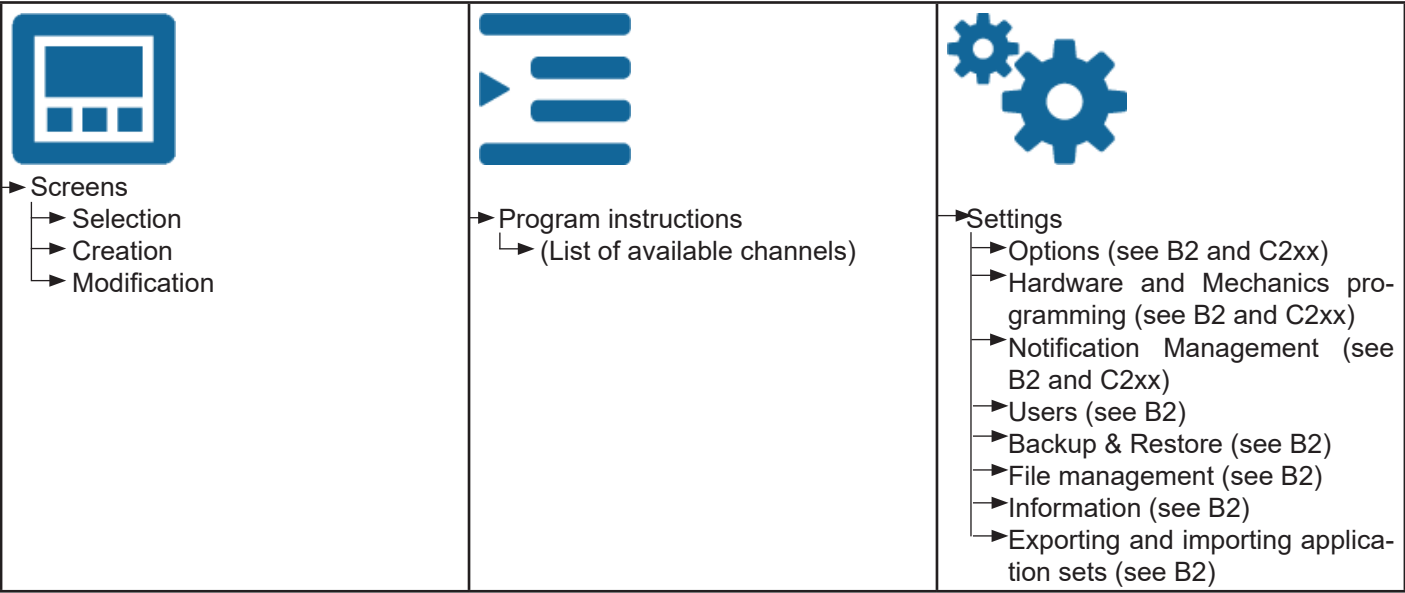 Screens
Selection
Creation
Modification
Program instructions
(List of available channels)
Settings
Options (see B2 and C2xx)
Hardware and Mechanics pro-
gramming (see B2 and C2xx)
Notification Management (see
B2 and C2xx)
Users (see B2)
Backup & Restore (see B2)
File management (see B2)
Information (see B2)
Exporting and importing applica-
tion sets (see B2)